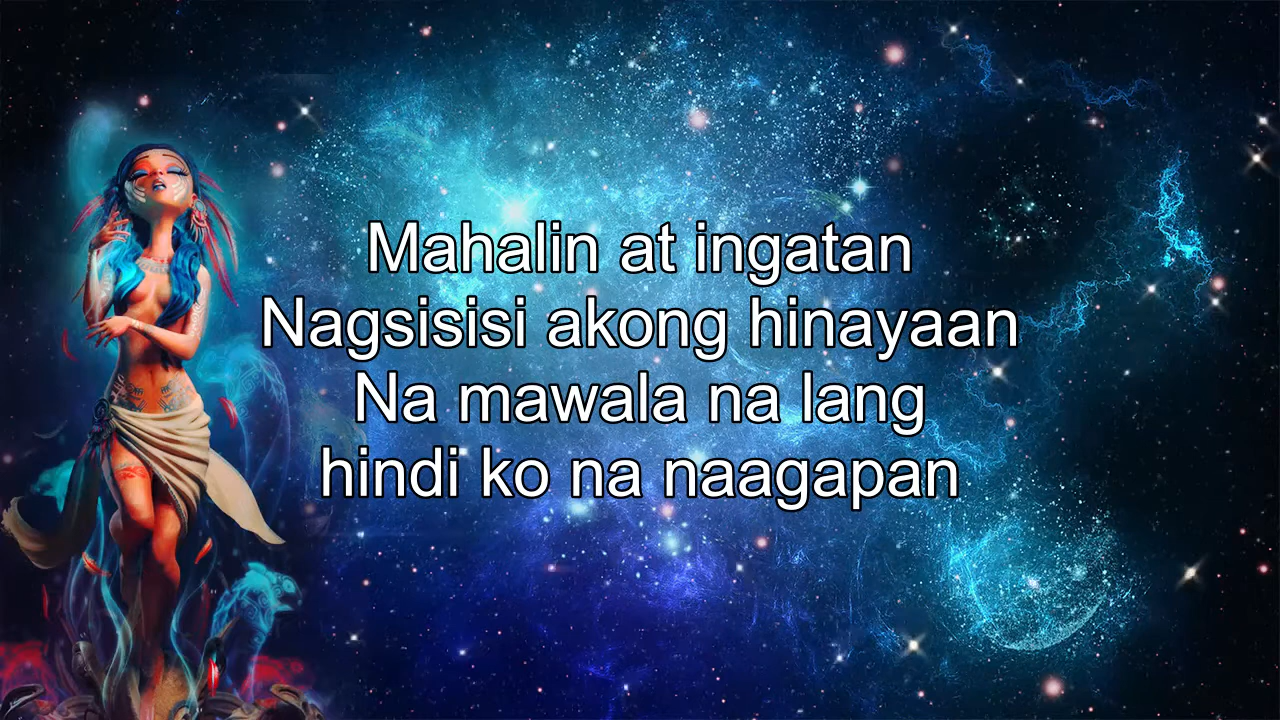 Mahalin at ingatan
Nagsisisi akong hinayaan
Na mawala na lang
hindi ko na naagapan